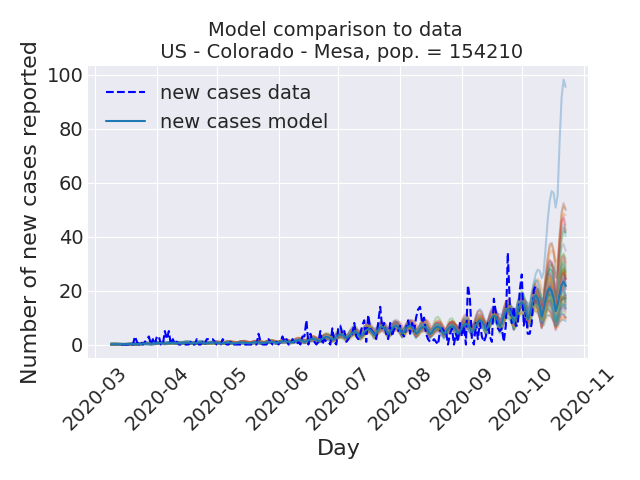 Model comparison to data
US - Colorado - Mesa, pop. = 154210
Number of new cases reported
100
80
60
40
20
0
new cases data
new cases model
2020-03
2020-04
2020-05
2020-06
2020-07
2020-08
2020-09
2020-10
2020-11
Day